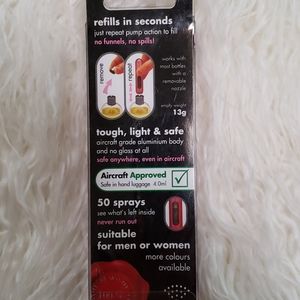 refills in seconds
just repeat pump action to fill
no funnels, no spills!
remove
repeat
works with
most bottles
with a
removable
nozzle
empty weight
13g
tough, light & safe
aircraft grade aluminium body
and no glass at all
safe anywhere, even in aircraft
Aircraft Approved
Safe in hand luggage 4.0ml
50 sprays
see what's left inside
never run out
suitable
for men or women
more colours
available